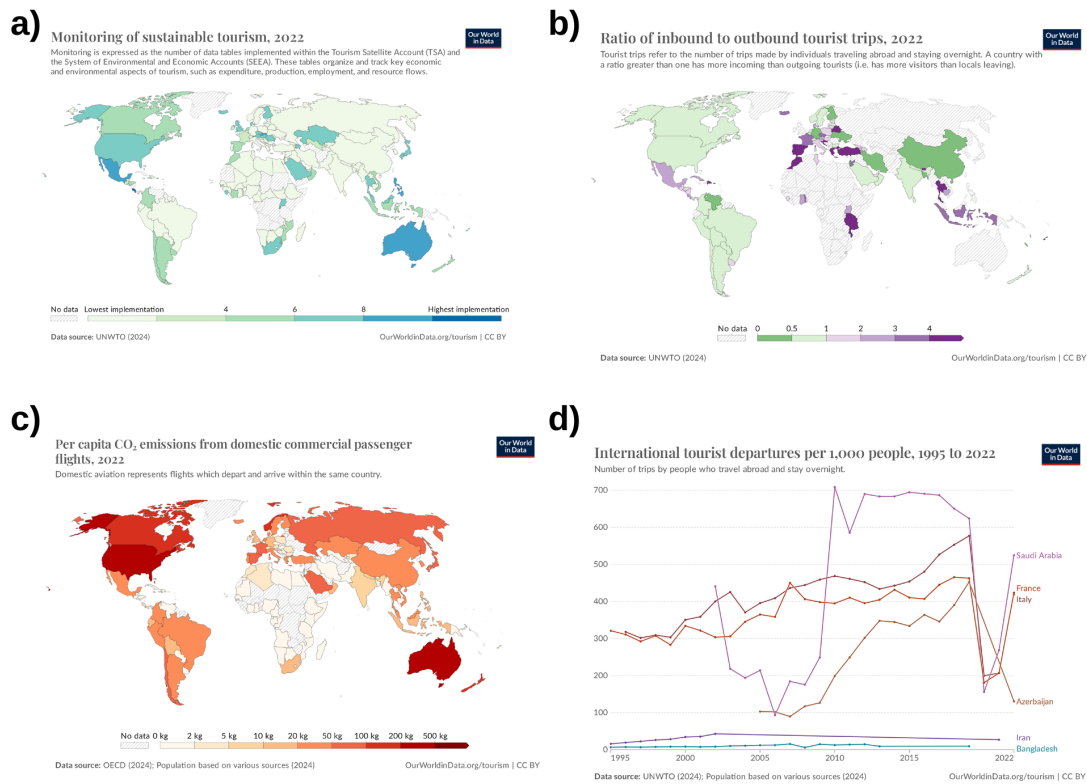 a)
Monitoring of sustainable tourism, 2022
Our World
in Data
Monitoring is expressed as the number of data tables implemented within the Tourism Satellite Account (TSA) and
the System of Environmental and Economic Accounts (SEEA). These tables organize and track key economic
and environmental aspects of tourism, such as expenditure, production, employment, and resource flows.
No data Lowest implementation 4 6 8 Highest implementation
Data source: UNWTO (2024) OurWorldinData.org/tourism | CC BY
b)
Ratio of inbound to outbound tourist trips, 2022
Our World
in Data
Tourist trips refer to the number of trips made by individuals traveling abroad and staying overnight. A country with
a ratio greater than one has more incoming than outgoing tourists (i.e. has more visitors than locals leaving).
No data 0 0.5 1 2 3 4
Data source: UNWTO (2024) OurWorldinData.org/tourism | CC BY
c)
Per capita CO₂ emissions from domestic commercial passenger
flights, 2022
Our World
in Data
Domestic aviation represents flights which depart and arrive within the same country.
No data 0 kg 2 kg 5 kg 10 kg 20 kg 50 kg 100 kg 200 kg 500 kg
Data source: OECD (2024); Population based on various sources (2024) OurWorldinData.org/tourism | CC BY
d)
International tourist departures per 1,000 people, 1995 to 2022
Our World
in Data
Number of trips by people who travel abroad and stay overnight.
700
600
Saudi Arabia
500
France
Italy
400
300
200
Azerbaijan
100
Iran
Bangladesh
0
1995 2000 2005 2010 2015 2022
Data source: UNWTO (2024); Population based on various sources (2024) OurWorldinData.org/tourism | CC BY